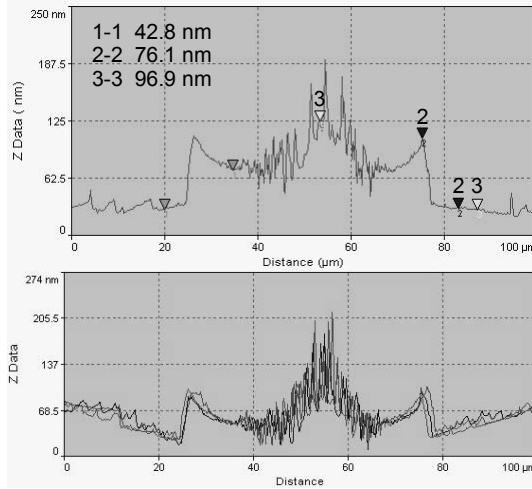 250 nm
1-1 42.8 nm
2-2 76.1 nm
3-3 96.9 nm
187.5
125
62.5
0
Z Data ( nm)
3
2
2
2 3
2
0 20 40 60 80 100 µm
Distance (µm)
274 nm
205.5
137
68.5
0
Z Data
0 20 40 60 80 100 µm
Distance